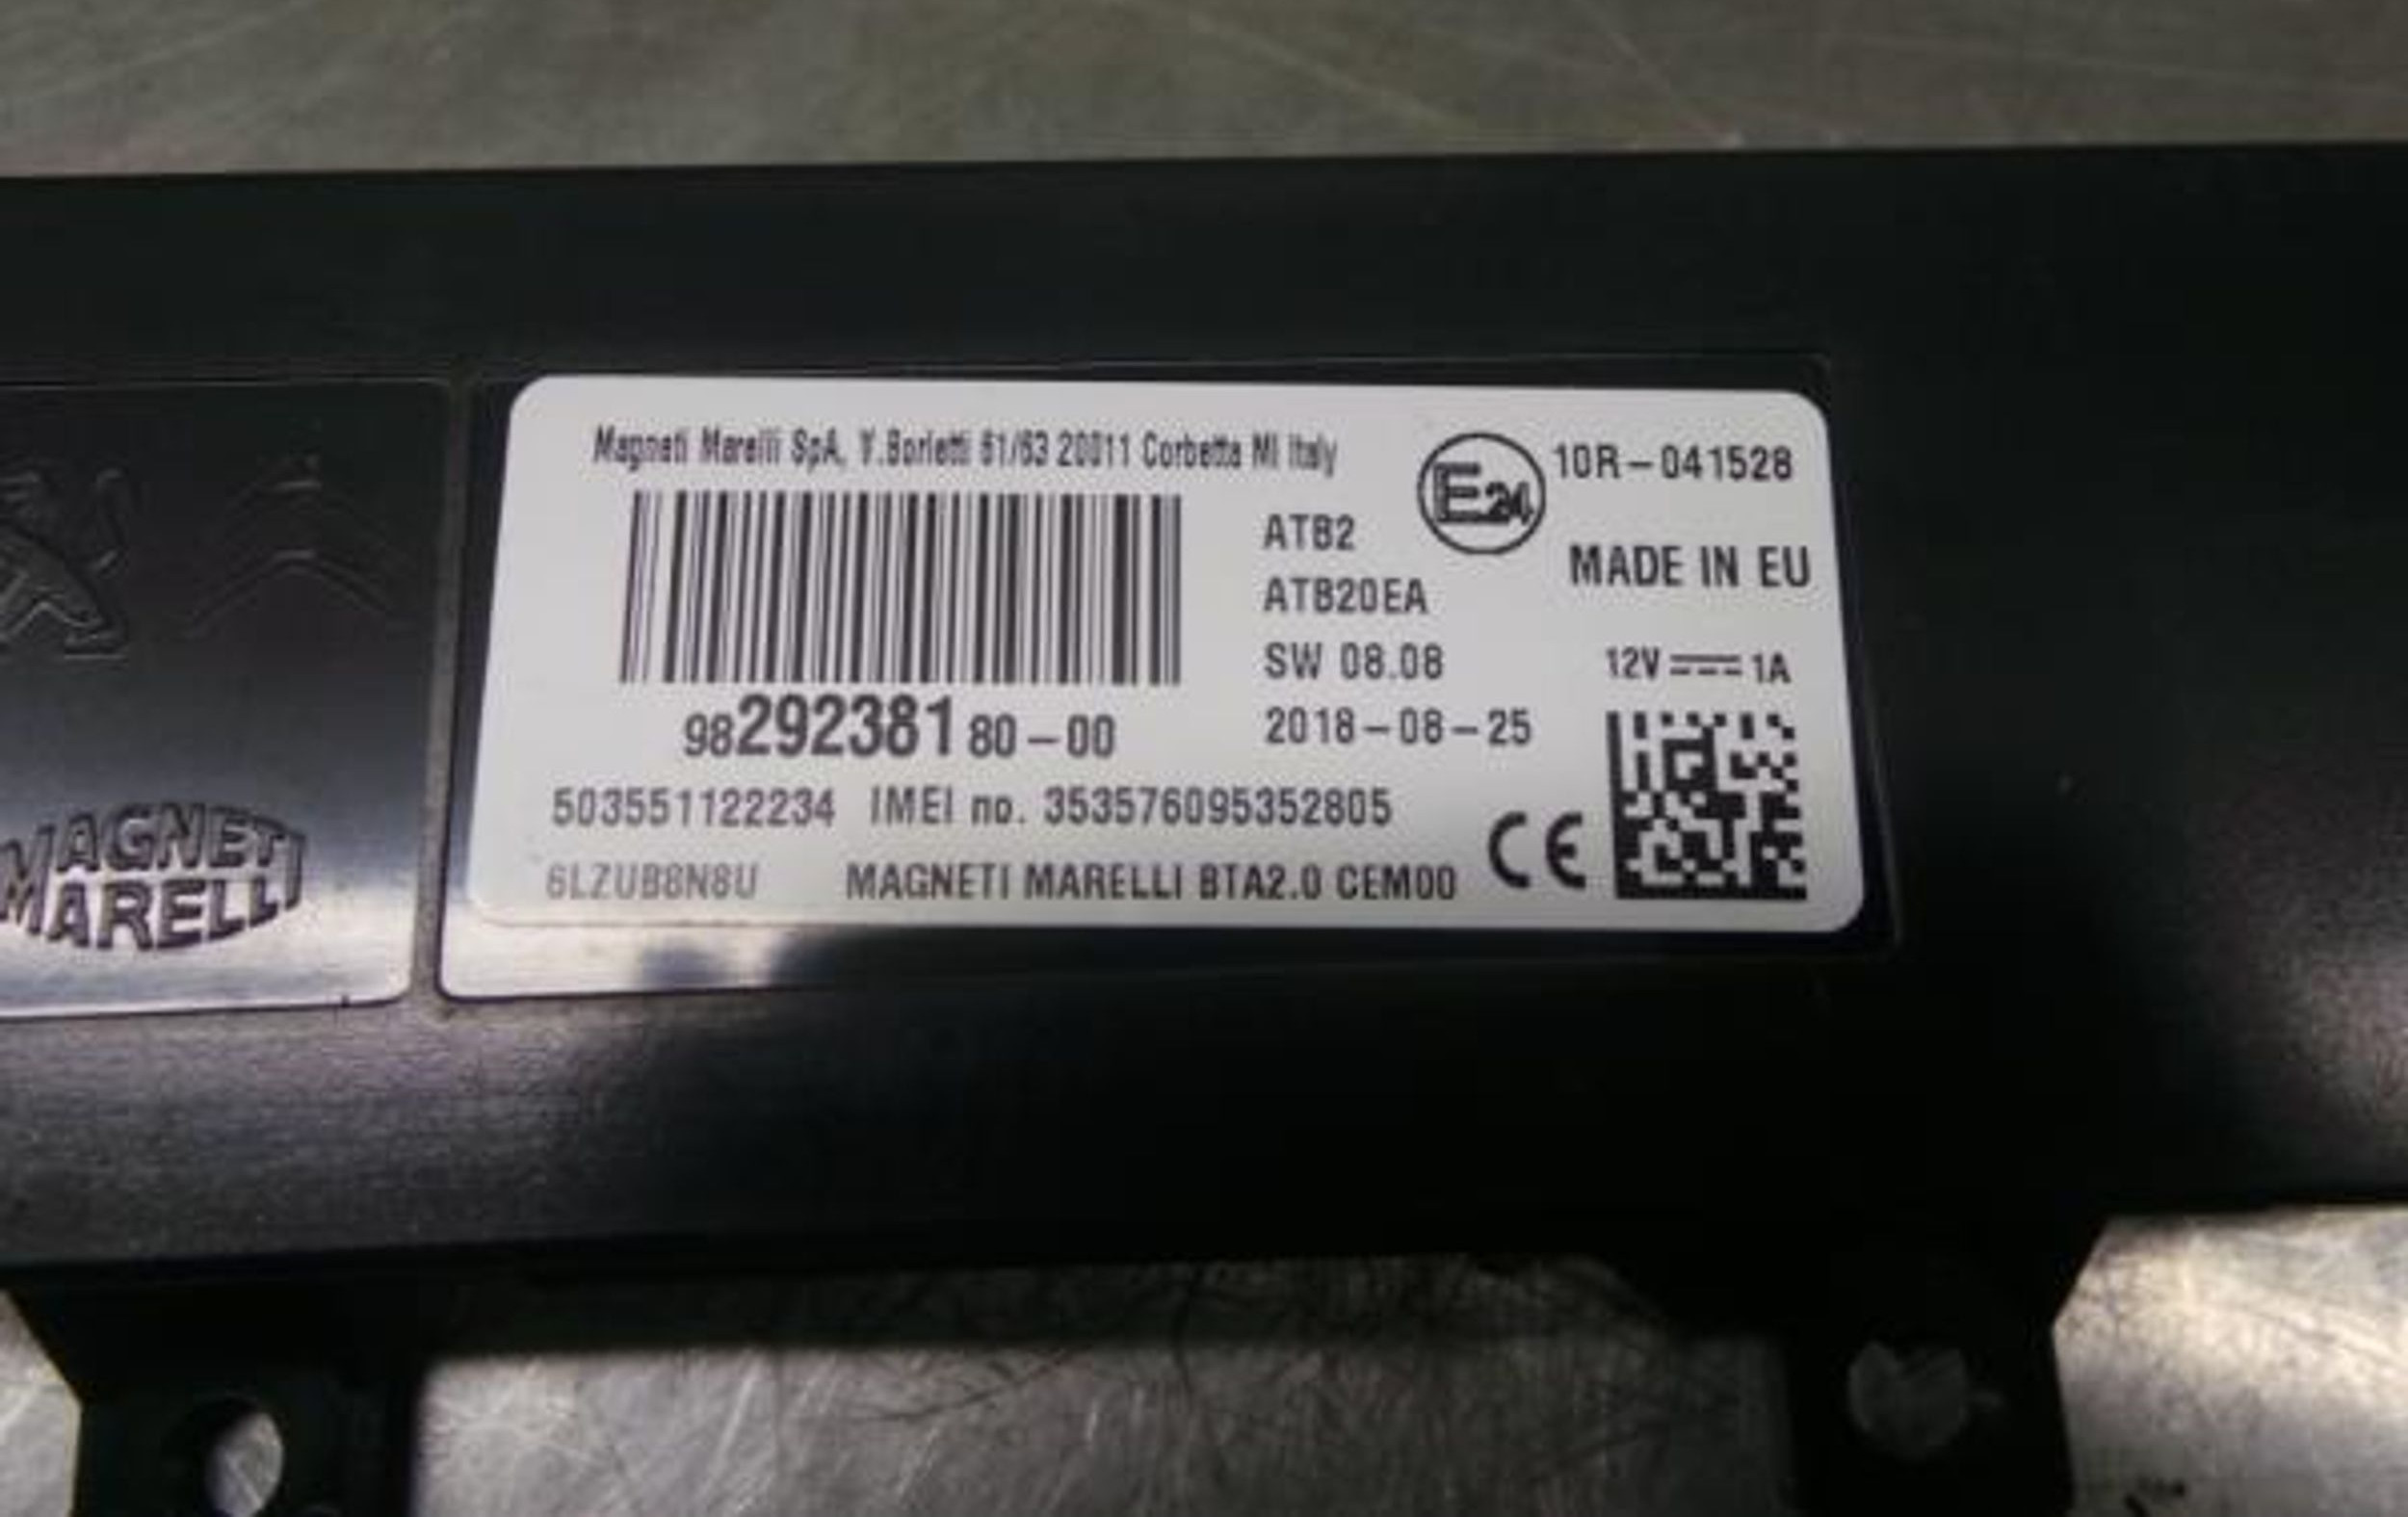 Magneti Marelli SpA, V.Borletti 61/63 20011 Corbetta MI Italy
E24
10R-041528
ATB2
MADE IN EU
ATB20EA
SW 08.08
12V 1A
9829238180-00
2018-08-25
503551122234 IMEI no. 353576095352805
CE
6LZUB8N8U MAGNETI MARELLI BTA2.0 CEM00
MAGNETI
MARELLI